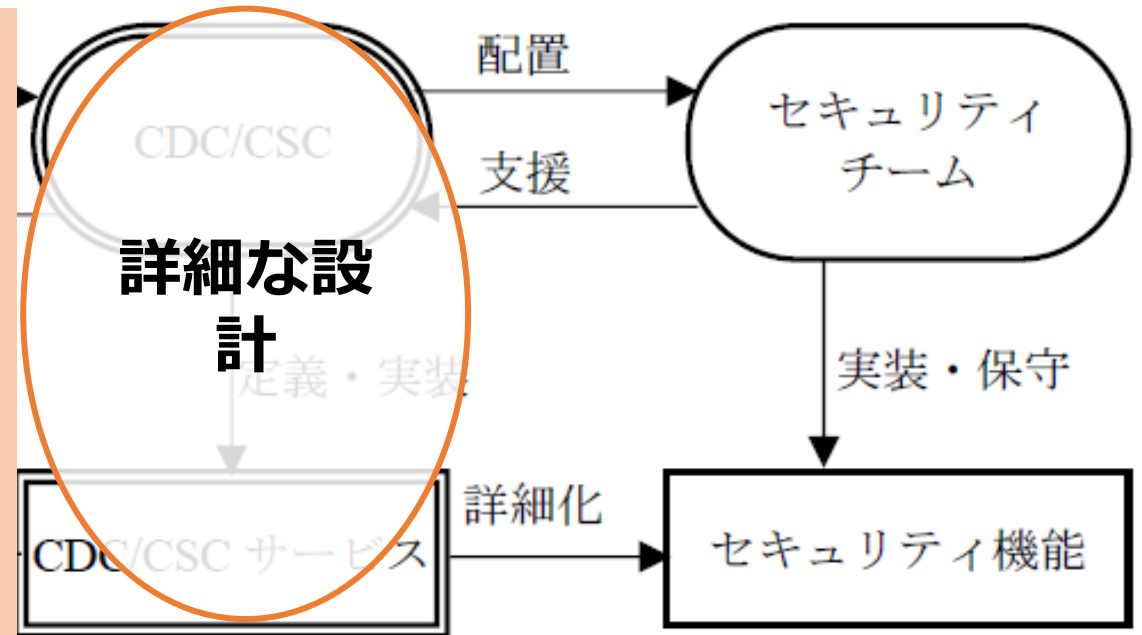 配置
CDC/CSC
セキュリティ
チーム
支援
詳細な設
計
定義・実装
実装・保守
詳細化
CDC/CSC サービス
セキュリティ機能